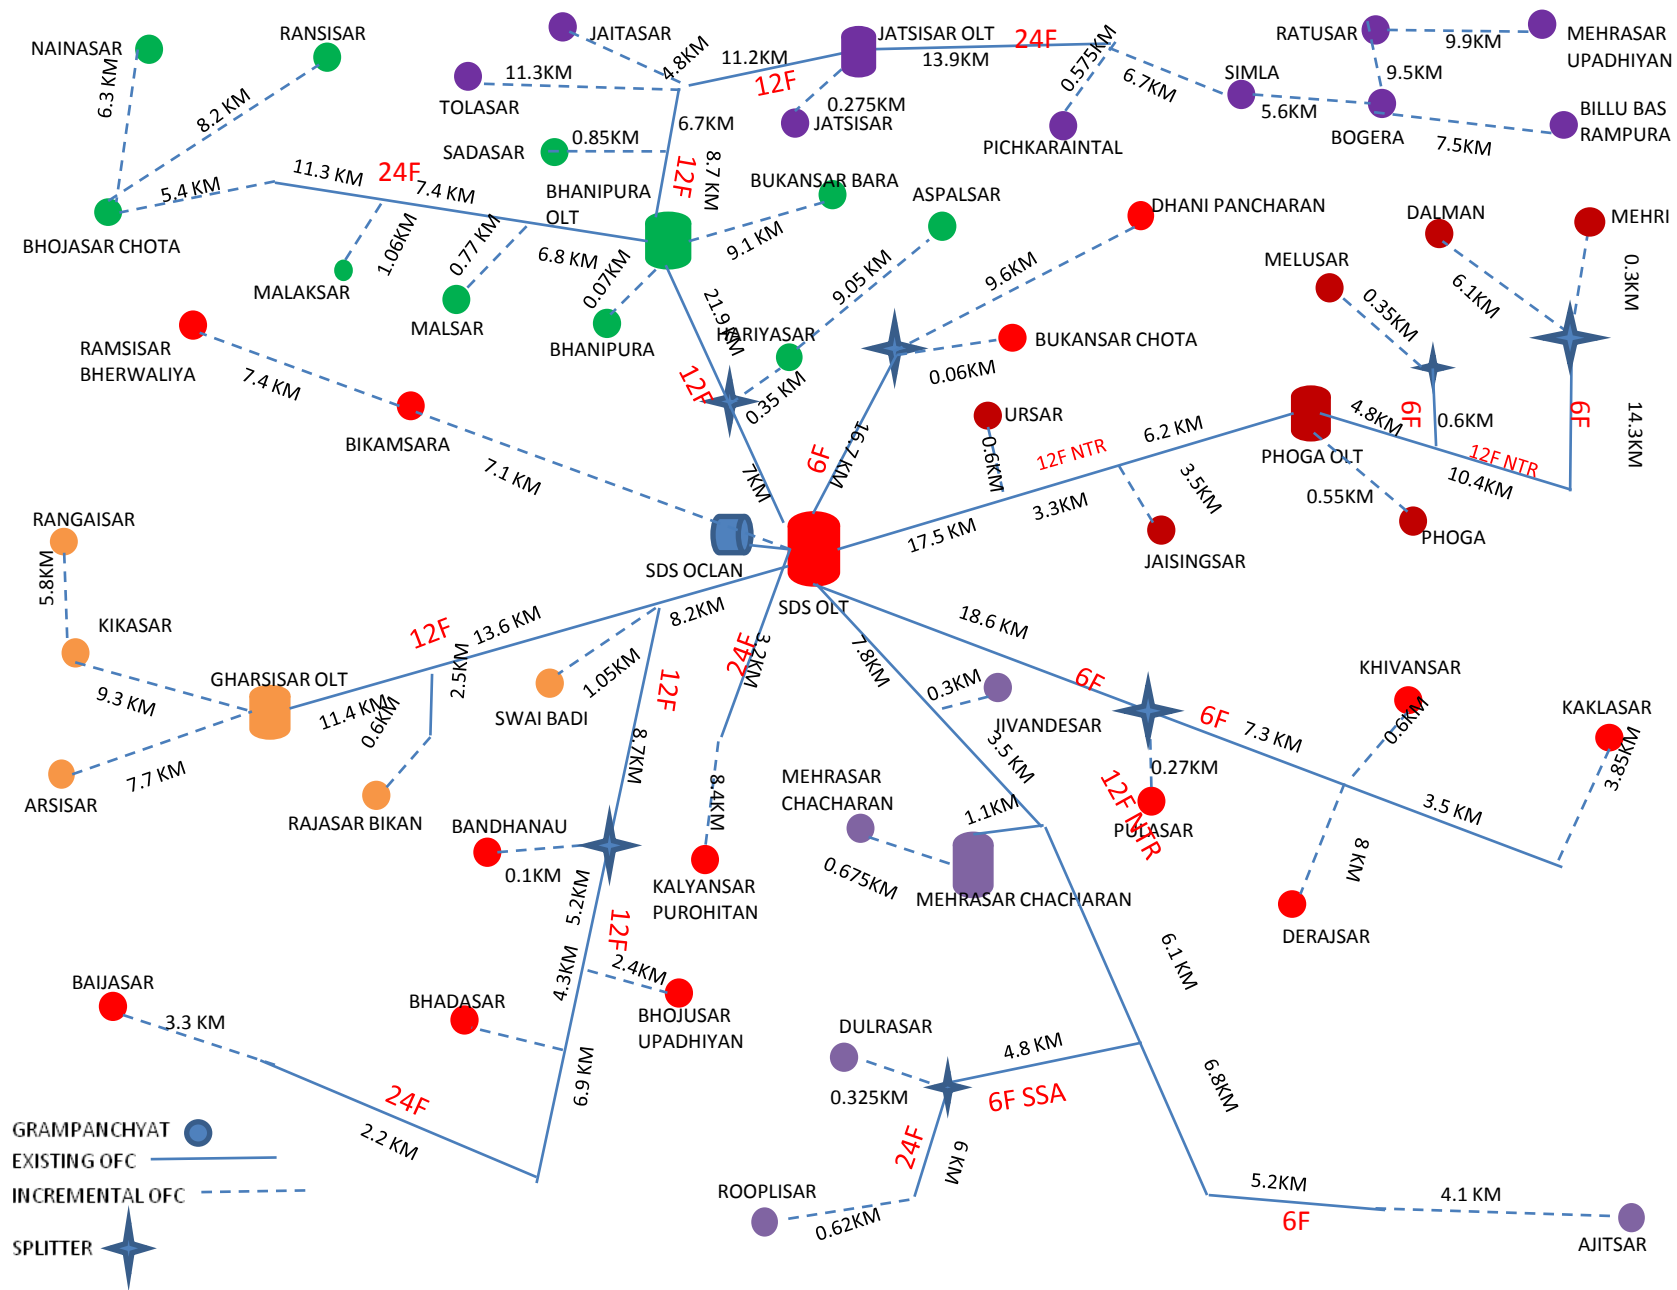 NAINASAR
RANSISAR
JAITASAR
JATSISAR OLT
24F
RATUSAR
MEHRASAR
UPADHIYAN
9.9KM
6.3 KM
8.2 KM
TOLASAR
11.3KM
4.8KM
11.2KM
12F
13.9KM
0.575KM
6.7KM
SIMLA
9.5KM
5.6KM
BOGERA
BILLU BAS
RAMPURA
7.5KM
0.275KM
JATSISAR
PICHKARAINTAL
6.7KM
SADASAR
0.85KM
12F
8.7 KM
BHOJASAR CHOTA
5.4 KM
11.3 KM
24F
7.4 KM
BHANIPURA
OLT
BUKANSAR BARA
9.1 KM
ASPALSAR
DHANI PANCHARAN
DALMAN
MEHRI
MALAKSAR
1.06KM
0.77 KM
MALSAR
6.8 KM
0.07KM
BHANIPURA
21.9 KM
HARIYASAR
9.05 KM
9.6KM
MELUSAR
0.35KM
6.1KM
0.3KM
RAMSISAR
BHERWALIYA
7.4 KM
BIKAMSARA
7.1 KM
12F
0.35 KM
7KM
BUKANSAR CHOTA
0.06KM
6F
16.7 KM
URSAR
0.6KM
12F NTR
6.2 KM
3.3KM
17.5 KM
3.5KM
JAISINGSAR
PHOGA OLT
4.8KM
6F
0.6KM
12F NTR
10.4KM
6F
14.3KM
0.55KM
PHOGA
RANGAISAR
5.8KM
KIKASAR
9.3 KM
GHARSISAR OLT
7.7 KM
ARSISAR
SDS OCLAN
SDS OLT
12F
13.6 KM
8.2KM
11.4 KM
2.5KM
0.6KM
RAJASAR BIKAN
SWAI BADI
1.05KM
12F
8.7KM
24F
3.2KM
8.4KM
KALYANSAR
PUROHITAN
7.8KM
0.3KM
JIVANDESAR
3.5 KM
18.6 KM
6F
6F
7.3 KM
0.27KM
PULASAR
12F NTR
KHIVANSAR
0.6KM
KAKLASAR
3.85KM
3.5 KM
8 KM
DERAJSAR
MEHRASAR
CHACHARAN
0.675KM
1.1KM
MEHRASAR CHACHARAN
BANDHANAU
0.1KM
5.2KM
12F
4.3KM
2.4KM
BHOJUSAR
UPADHIYAN
BHADASAR
6.9 KM
BAIJASAR
3.3 KM
24F
2.2 KM
6.1 KM
DULRASAR
0.325KM
4.8 KM
6F SSA
24F
6 KM
ROOPLISAR
0.62KM
6.8KM
5.2KM
6F
4.1 KM
AJITSAR
GRAMPANCHYAT
EXISTING OFC
INCREMENTAL OFC
SPLITTER